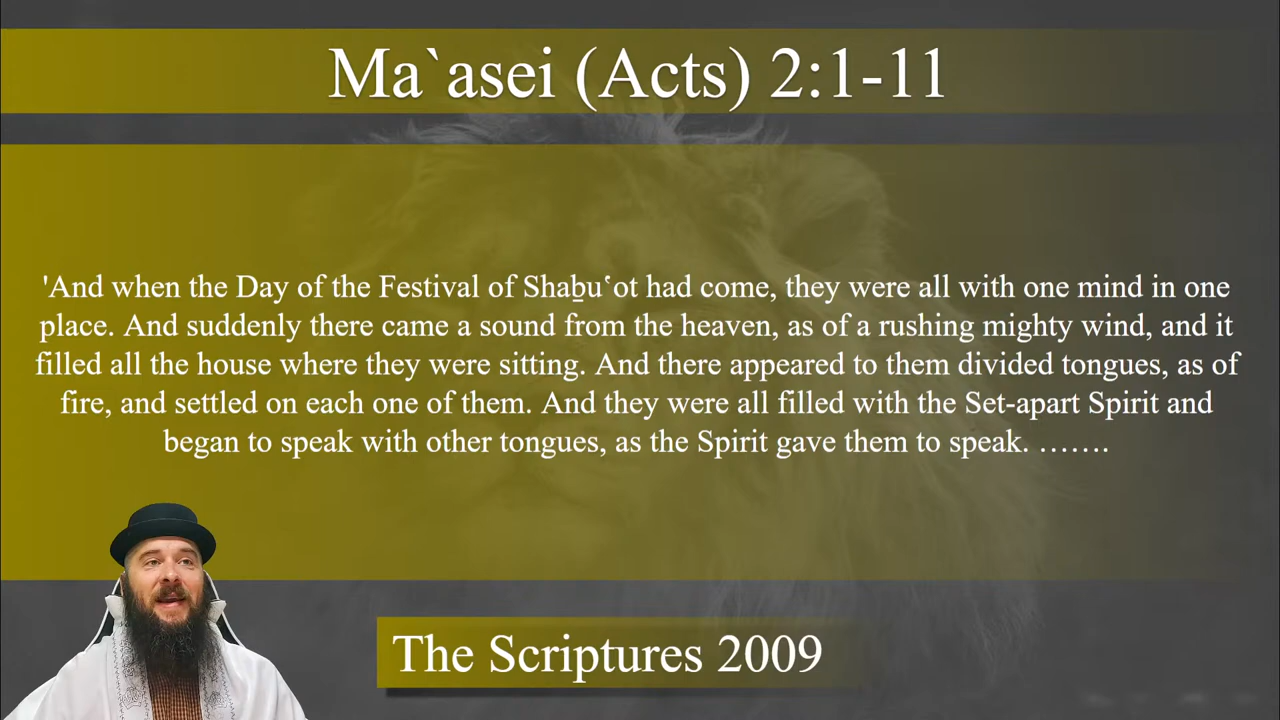 Ma`asei (Acts) 2:1-11
'And when the Day of the Festival of Shaḇuʽot had come, they were all with one mind in one
place. And suddenly there came a sound from the heaven, as of a rushing mighty wind, and it
filled all the house where they were sitting. And there appeared to them divided tongues, as of
fire, and settled on each one of them. And they were all filled with the Set-apart Spirit and
began to speak with other tongues, as the Spirit gave them to speak. …….
The Scriptures 2009